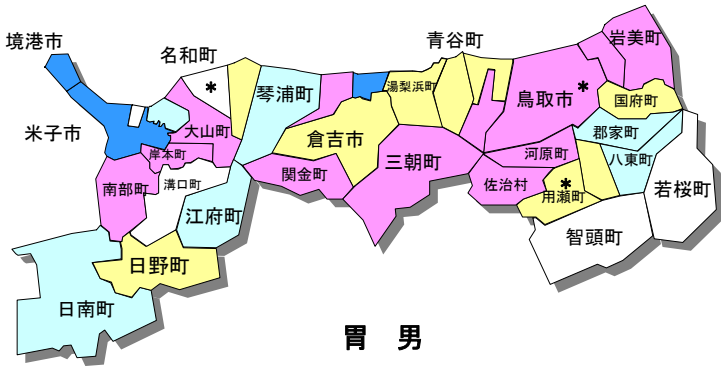 境港市
名和町
青谷町
岩美町
*
琴浦町
湯梨浜町
鳥取市
*
国府町
米子市
大山町
倉吉市
郡家町
岸本町
三朝町
河原町
八東町
南部町
溝口町
関金町
佐治村
*
用瀬町
若桜町
江府町
智頭町
日野町
日南町
胃 男